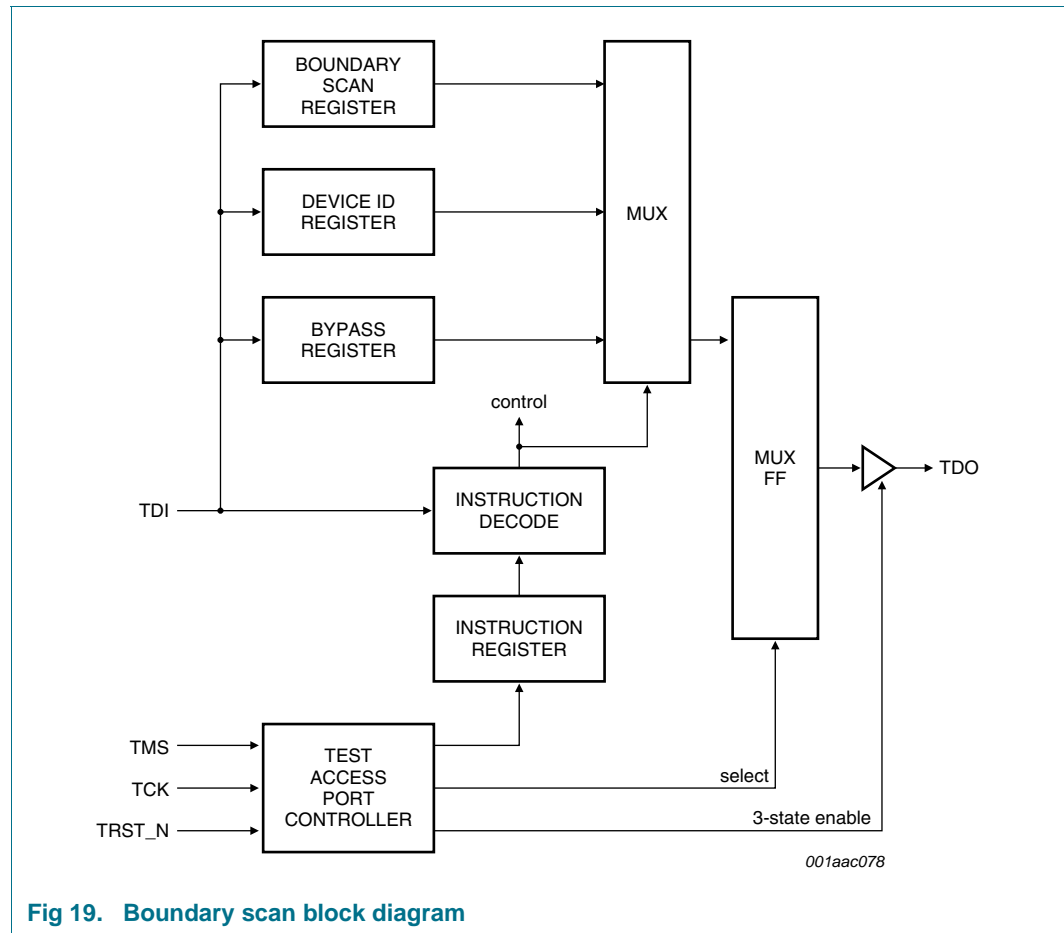 BOUNDARY
SCAN
REGISTER
DEVICE ID
REGISTER
MUX
BYPASS
REGISTER
control
MUX
FF
TDO
TDI
INSTRUCTION
DECODE
INSTRUCTION
REGISTER
TMS
TCK
TRST_N
TEST
ACCESS
PORT
CONTROLLER
select
3-state enable
001aac078
Fig 19. Boundary scan block diagram